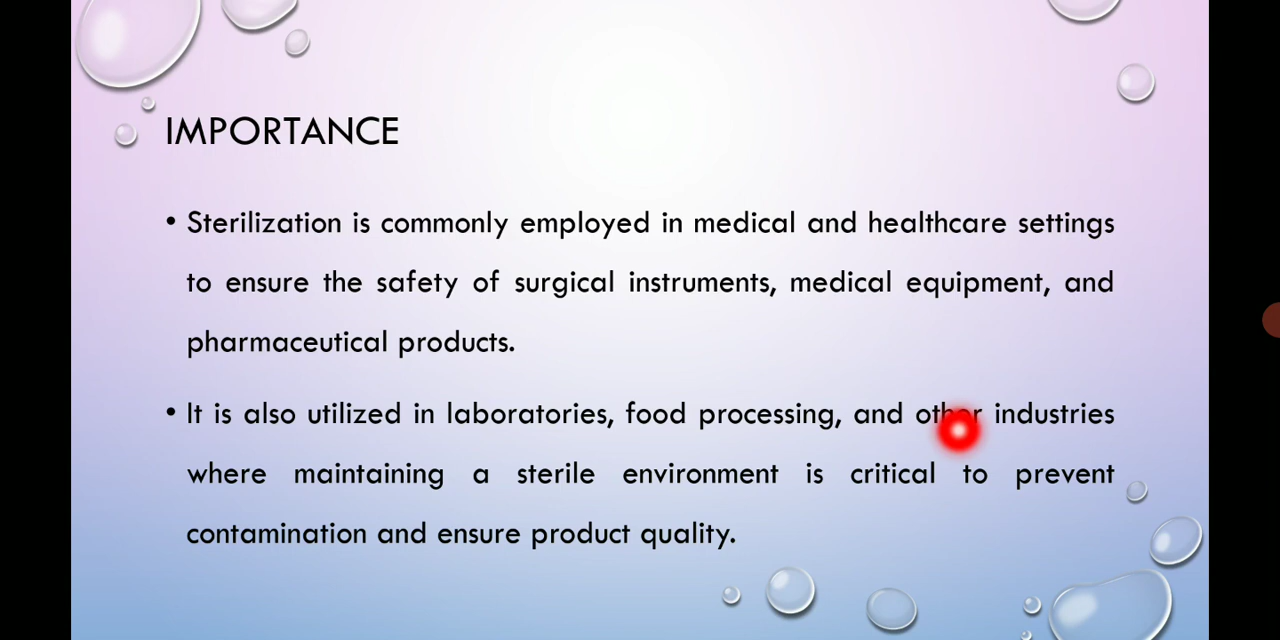 IMPORTANCE
• Sterilization is commonly employed in medical and healthcare settings
to ensure the safety of surgical instruments, medical equipment, and
pharmaceutical products.
• It is also utilized in laboratories, food processing, and other industries
where maintaining a sterile environment is critical to prevent
contamination and ensure product quality.